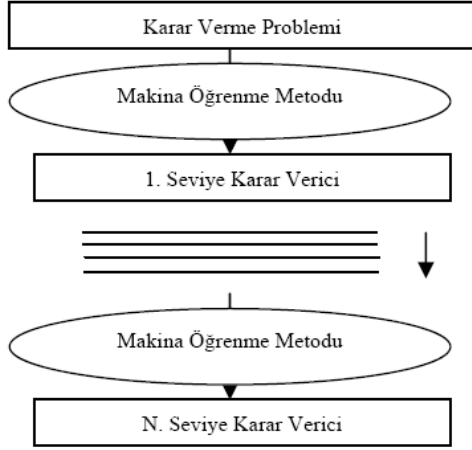 Karar Verme Problemi
Makina Öğrenme Metodu
1. Seviye Karar Verici
Makina Öğrenme Metodu
N. Seviye Karar Verici